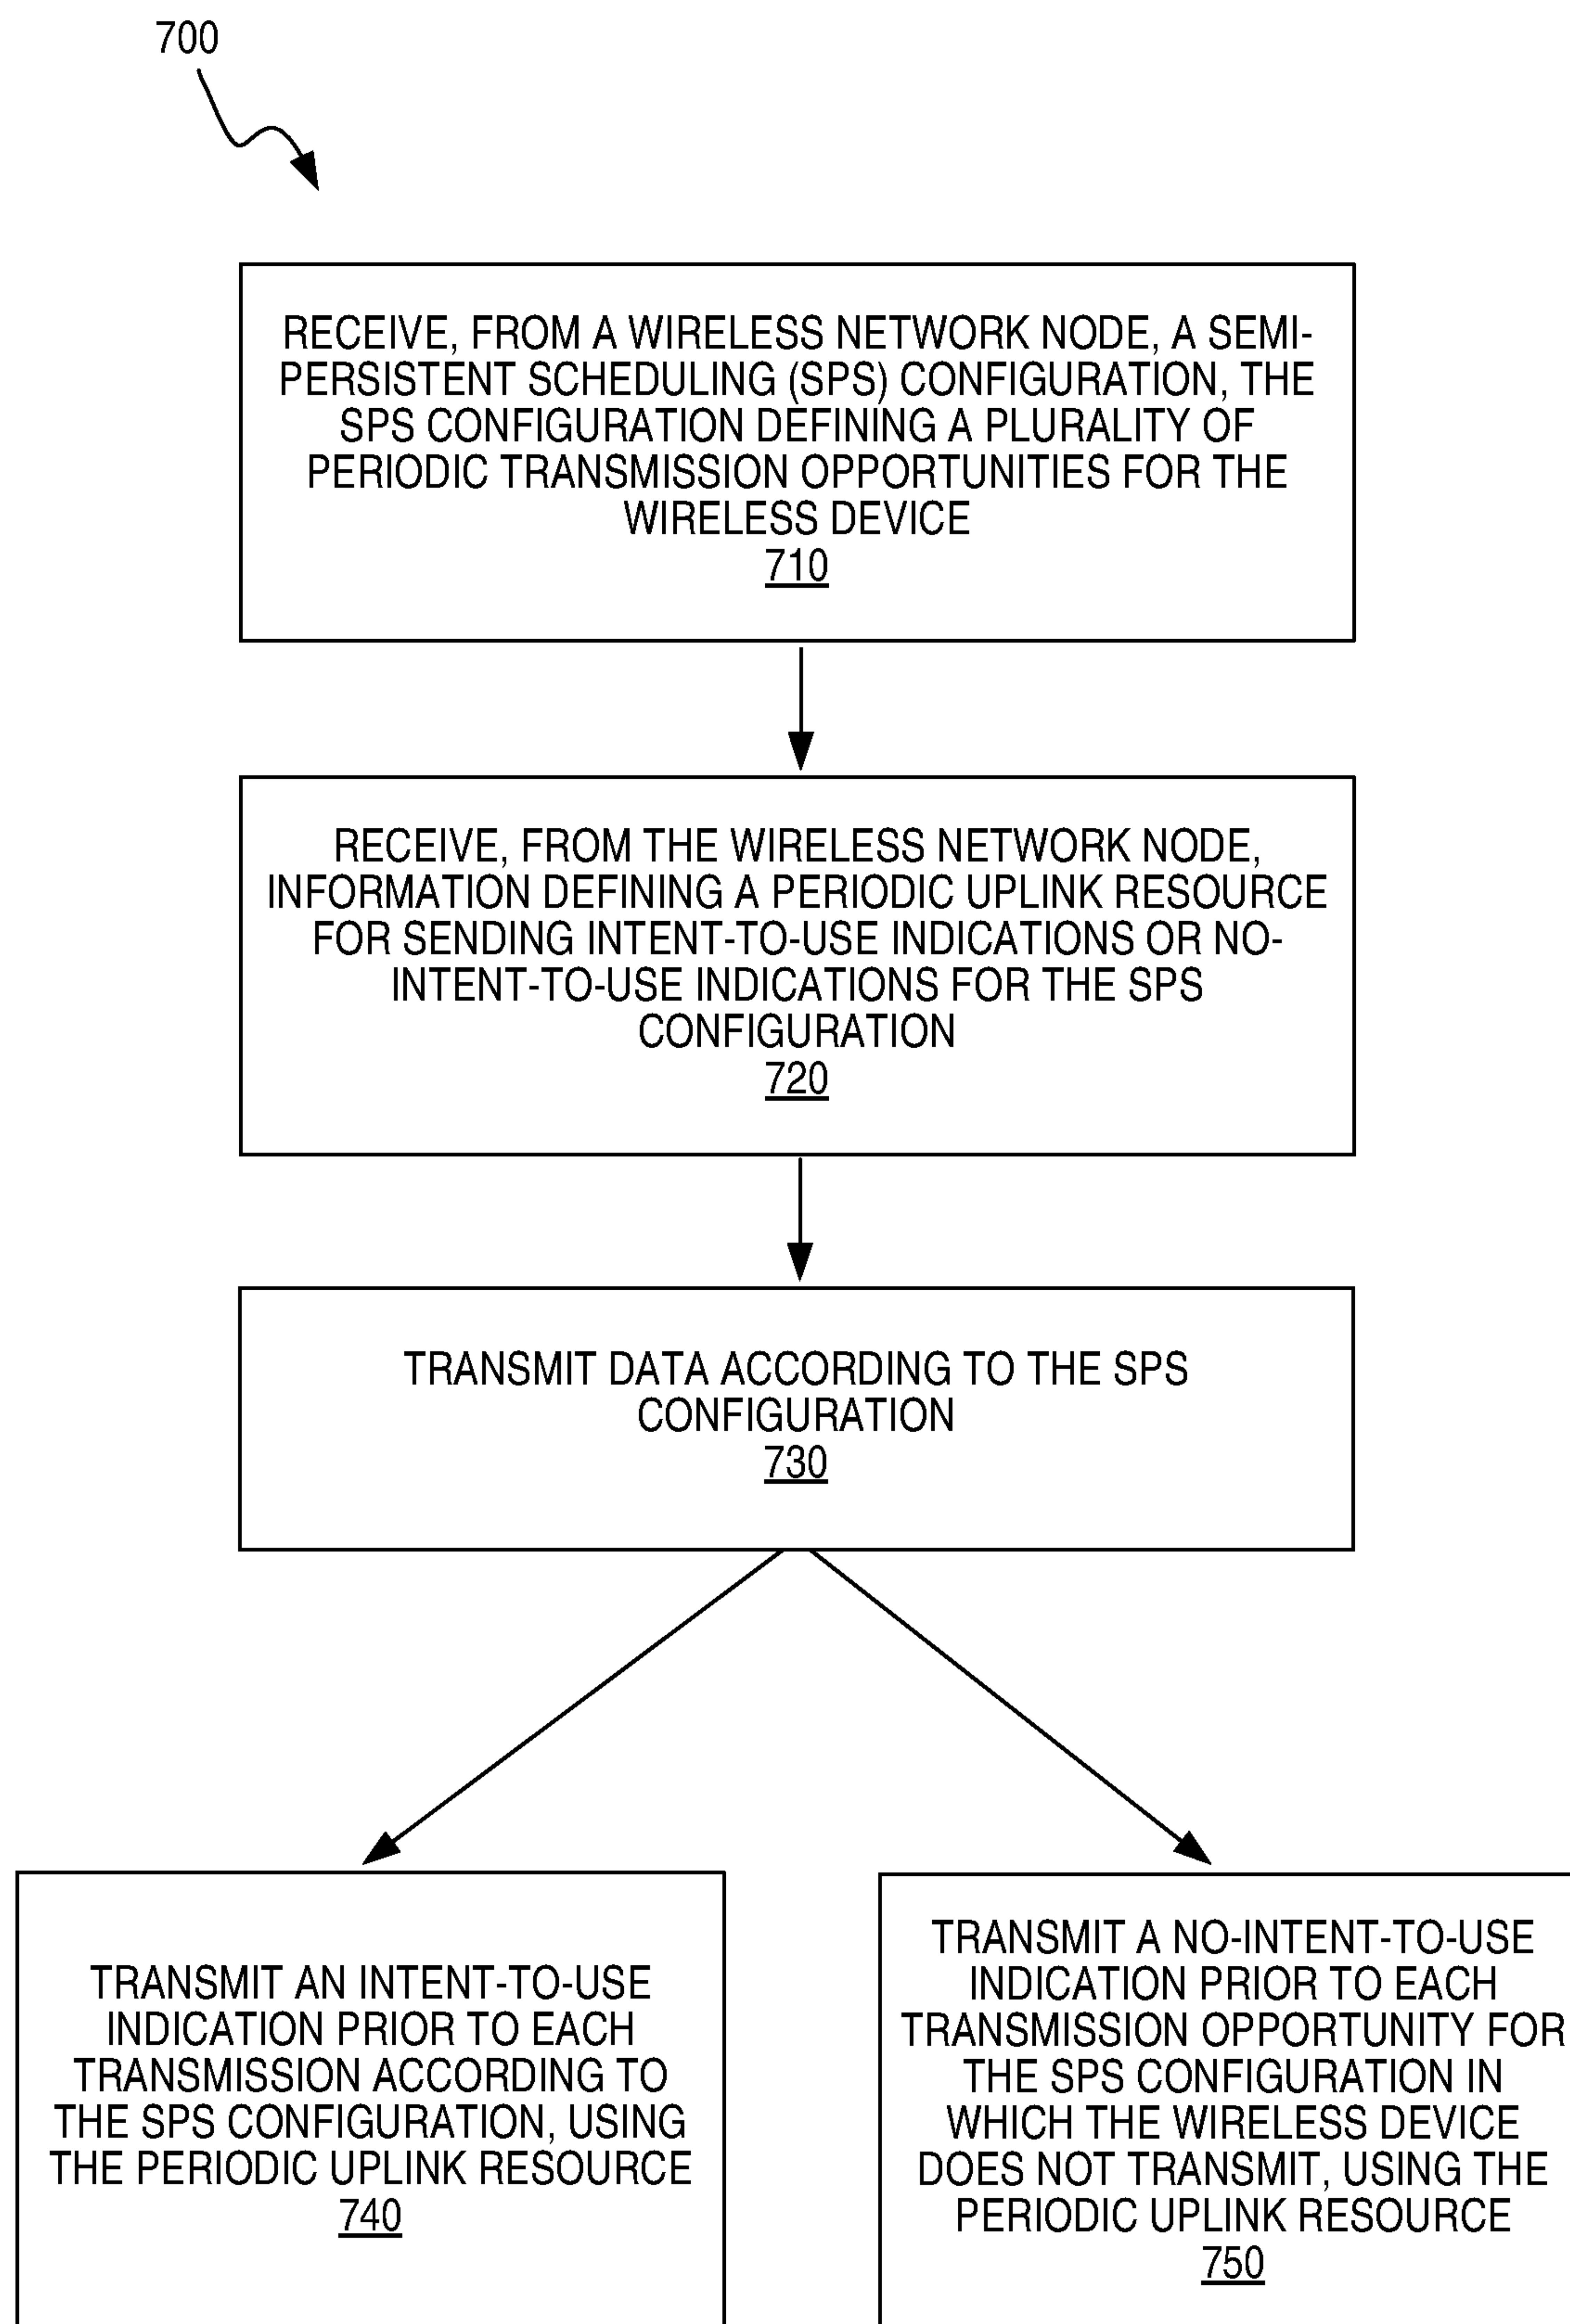 700
RECEIVE, FROM A WIRELESS NETWORK NODE, A SEMI-
PERSISTENT SCHEDULING (SPS) CONFIGURATION, THE
SPS CONFIGURATION DEFINING A PLURALITY OF
PERIODIC TRANSMISSION OPPORTUNITIES FOR THE
WIRELESS DEVICE
710
RECEIVE, FROM THE WIRELESS NETWORK NODE,
INFORMATION DEFINING A PERIODIC UPLINK RESOURCE
FOR SENDING INTENT-TO-USE INDICATIONS OR NO-
INTENT-TO-USE INDICATIONS FOR THE SPS
CONFIGURATION
720
TRANSMIT DATA ACCORDING TO THE SPS
CONFIGURATION
730
TRANSMIT AN INTENT-TO-USE
INDICATION PRIOR TO EACH
TRANSMISSION ACCORDING TO
THE SPS CONFIGURATION, USING
THE PERIODIC UPLINK RESOURCE
740
TRANSMIT A NO-INTENT-TO-USE
INDICATION PRIOR TO EACH
TRANSMISSION OPPORTUNITY FOR
THE SPS CONFIGURATION IN
WHICH THE WIRELESS DEVICE
DOES NOT TRANSMIT, USING THE
PERIODIC UPLINK RESOURCE
750